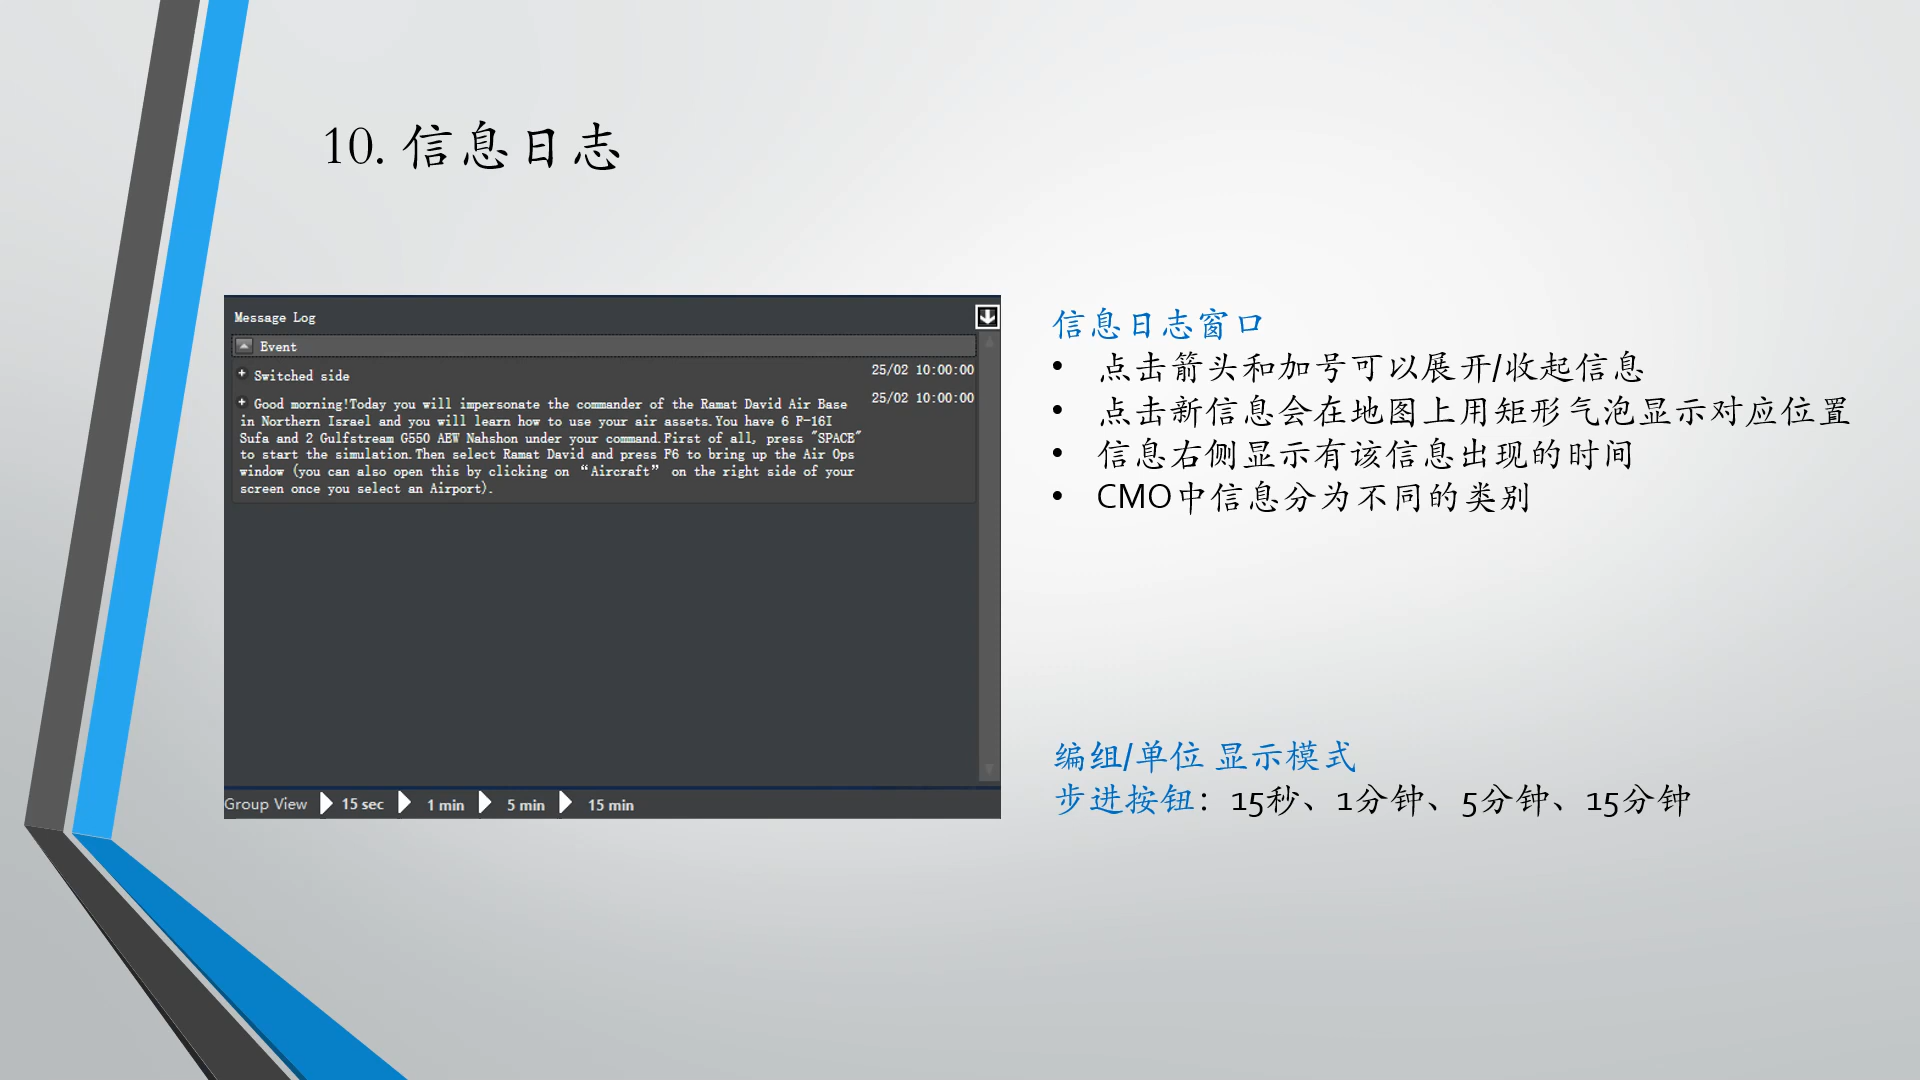 10. 信息日志
Message Log
Event
Switched side 25/02 10:00:00
Good morning!Today you will impersonate the commander of the Ramat David Air Base 25/02 10:00:00
in Northern Israel and you will learn how to use your air assets.You have 6 F-16I
Sufa and 2 Gulfstream G550 AEW Nahshon under your command.First of all, press "SPACE"
to start the simulation.Then select Ramat David and press F6 to bring up the Air Ops
window (you can also open this by clicking on “Aircraft” on the right side of your
screen once you select an Airport).
Group View 15 sec 1 min 5 min 15 min
信息日志窗口
• 点击箭头和加号可以展开/收起信息
• 点击新信息会在地图上用矩形气泡显示对应位置
• 信息右侧显示有该信息出现的时间
• CMO中信息分为不同的类别
编组/单位 显示模式
步进按钮：15秒、1分钟、5分钟、15分钟